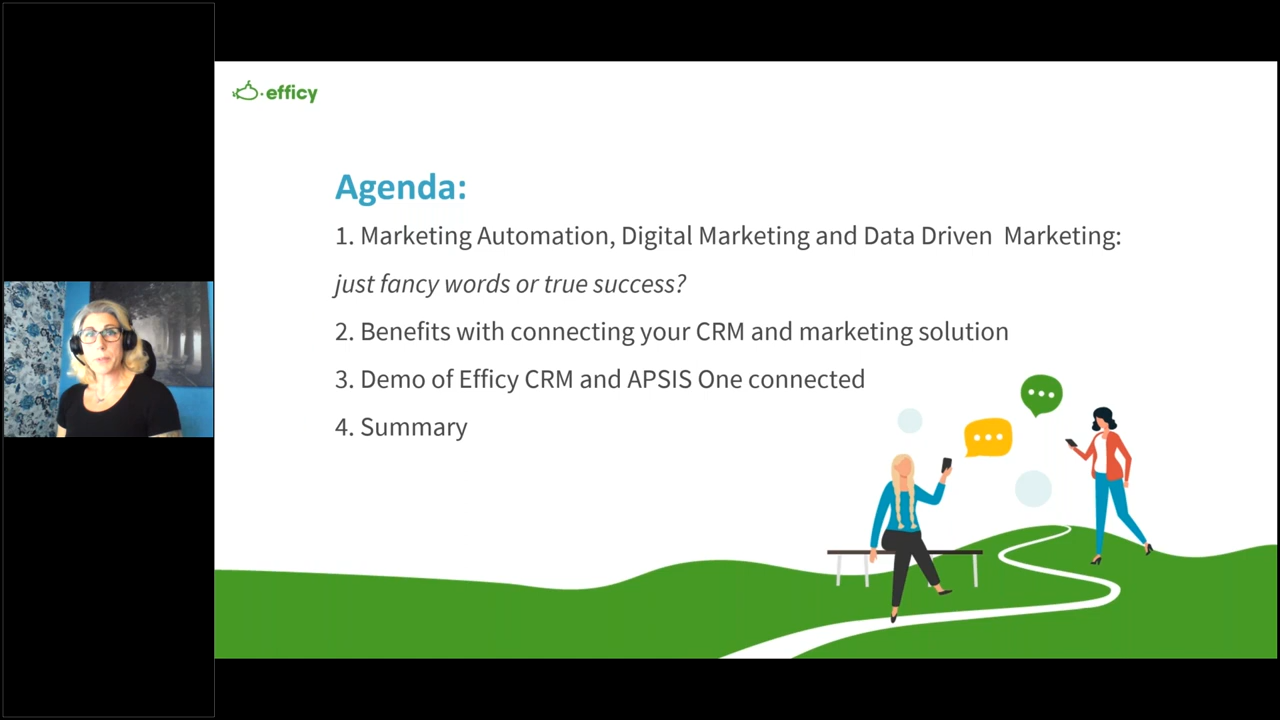 efficy
Agenda:
1. Marketing Automation, Digital Marketing and Data Driven  Marketing:
just fancy words or true success?
2. Benefits with connecting your CRM and marketing solution
3. Demo of Efficy CRM and APSIS One connected
4. Summary